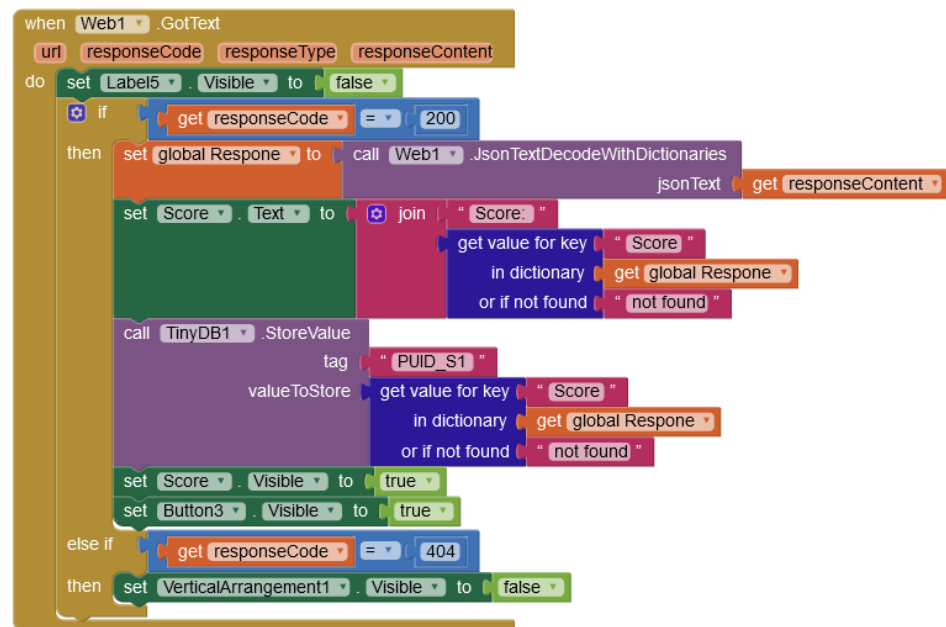 when Web1 .GotText
url responseCode responseType responseContent
do set Label5 . Visible to false
if get responseCode = 200
then set global Respone to call Web1 .JsonTextDecodeWithDictionaries
jsonText get responseContent
set Score . Text to join " Score: "
get value for key " Score "
in dictionary get global Respone
or if not found " not found "
call TinyDB1 .StoreValue
tag " PUID_S1 "
valueToStore get value for key " Score "
in dictionary get global Respone
or if not found " not found "
set Score . Visible to true
set Button3 . Visible to true
else if get responseCode = 404
then set VerticalArrangement1 . Visible to false